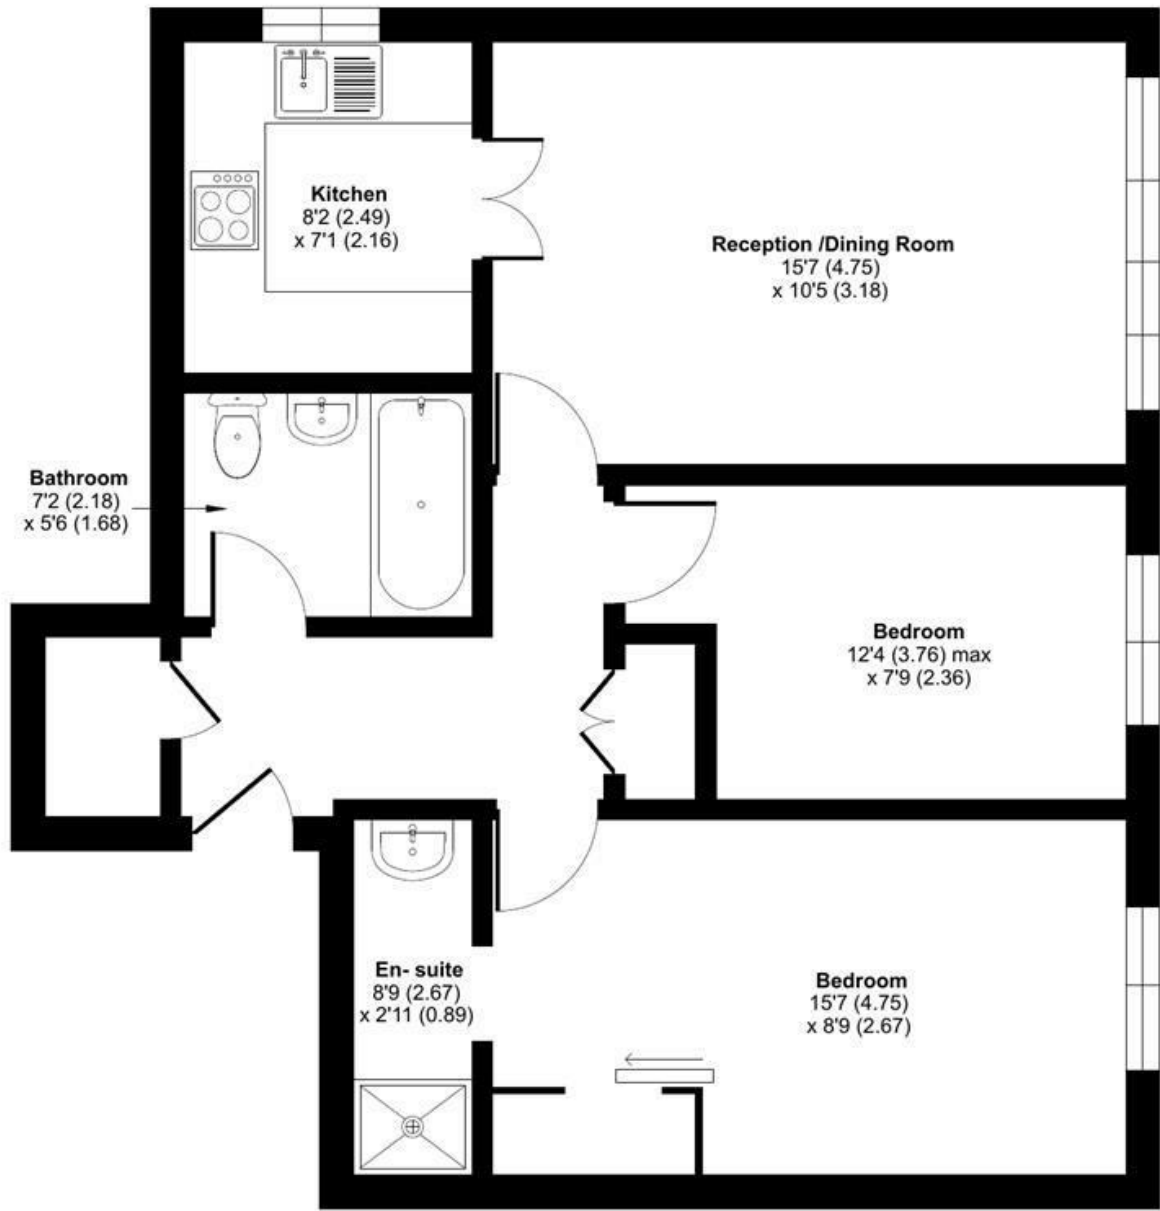 Kitchen
8'2 (2.49)
x 7'1 (2.16)
Reception /Dining Room
15'7 (4.75)
x 10'5 (3.18)
Bathroom
7'2 (2.18)
x 5'6 (1.68)
Bedroom
12'4 (3.76) max
x 7'9 (2.36)
En- suite
8'9 (2.67)
x 2'11 (0.89)
Bedroom
15'7 (4.75)
x 8'9 (2.67)